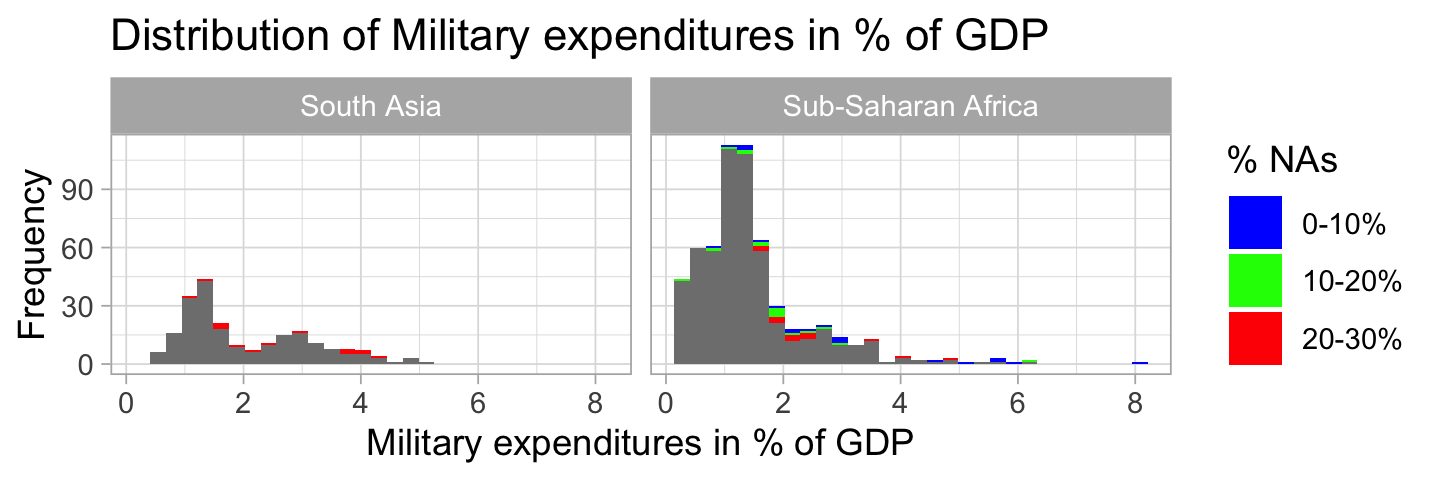 Distribution of Military expenditures in % of GDP
South Asia
Sub-Saharan Africa
Frequency
90
60
30
0
0 2 4 6 8
0 2 4 6 8
Military expenditures in % of GDP
% NAs
0-10%
10-20%
20-30%